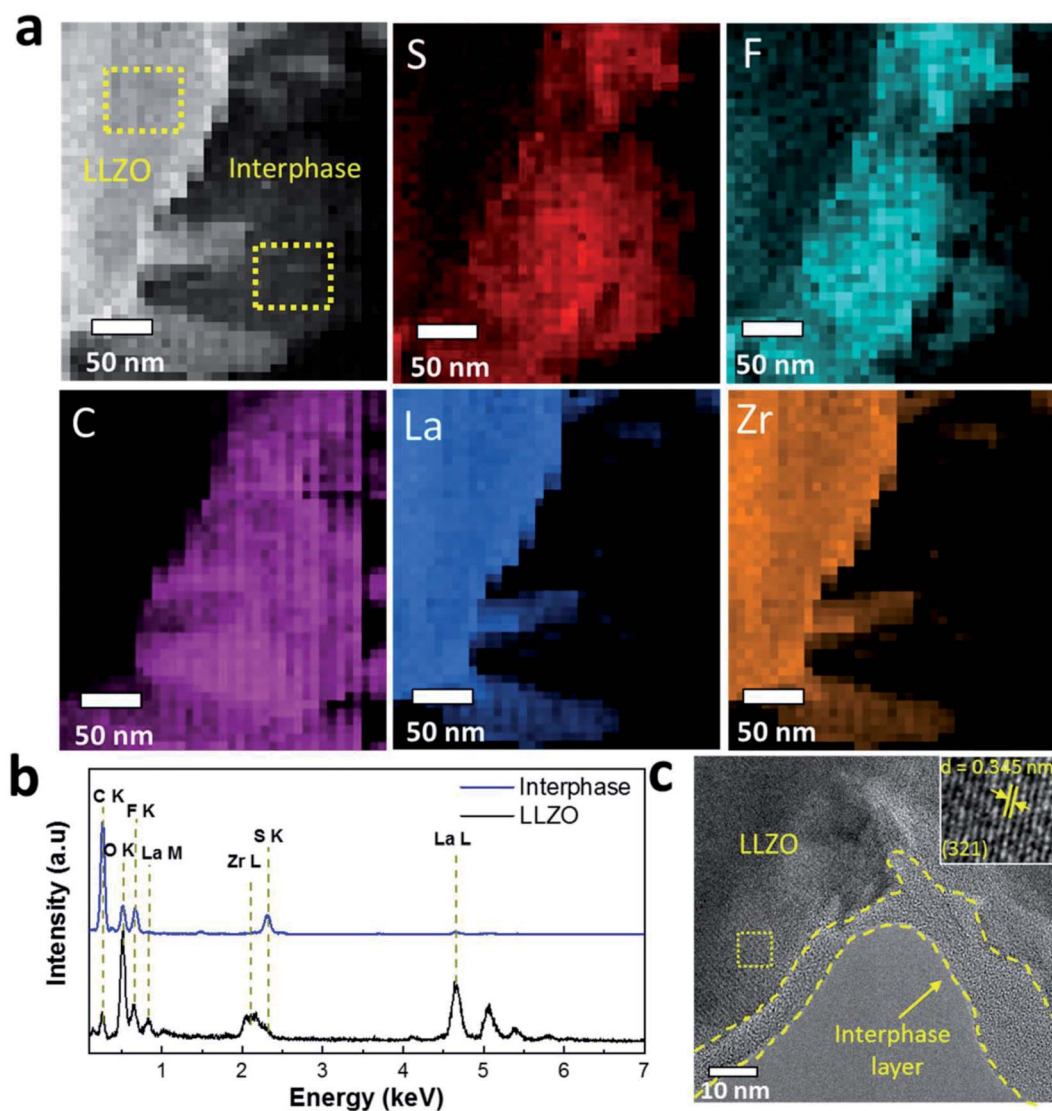 a
S
F
LLZO
Interphase
50 nm
50 nm
50 nm
C
La
Zr
50 nm
50 nm
50 nm
b
C K
F K
O K
La M
Zr L
S K
La L
Interphase
LLZO
Intensity (a.u)
0 1 2 3 4 5 6 7
Energy (keV)
c
d = 0.345 nm
LLZO
(321)
Interphase
layer
10 nm